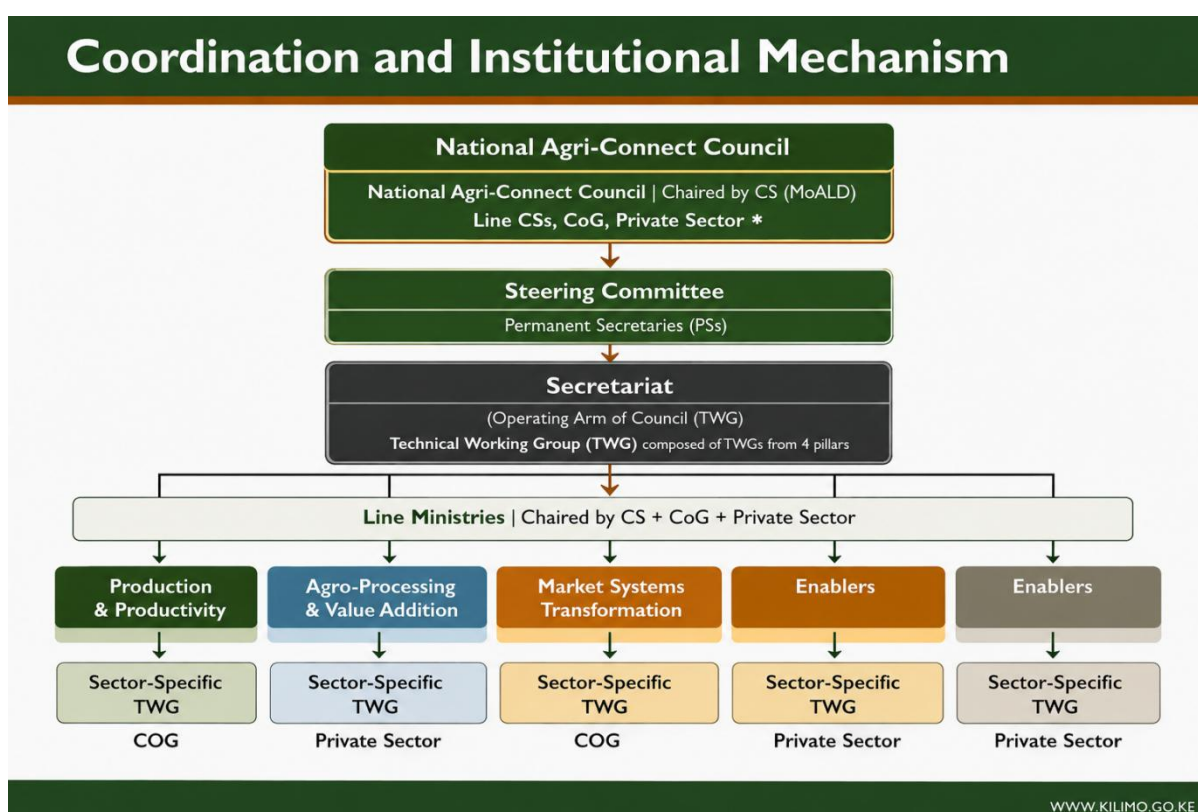 Coordination and Institutional Mechanism
National Agri-Connect Council
National Agri-Connect Council | Chaired by CS (MoALD)
Line CSs, CoG, Private Sector *
Steering Committee
Permanent Secretaries (PSs)
Secretariat
(Operating Arm of Council (TWG)
Technical Working Group (TWG) composed of TWGs from 4 pillars
Line Ministries | Chaired by CS + CoG + Private Sector
Production
& Productivity
Agro-Processing
& Value Addition
Market Systems
Transformation
Enablers
Enablers
Sector-Specific
TWG
Sector-Specific
TWG
Sector-Specific
TWG
Sector-Specific
TWG
Sector-Specific
TWG
COG
Private Sector
COG
Private Sector
Private Sector
WWW.KILIMO.GO.KE